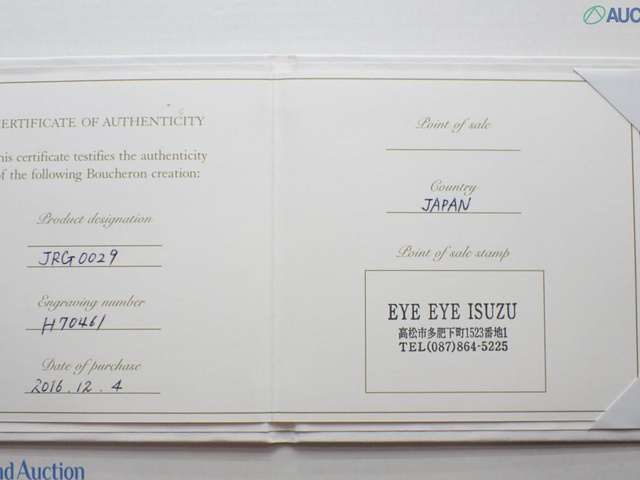 AUC
ERTIFICATE OF AUTHENTICITY
his certificate testifies the authenticity
of the following Boucheron creation:
Product designation
JRG0029
Engraving number
H70461
Date of purchase
2016.12.4
Point of sale
Country
JAPAN
Point of sale stamp
EYE EYE ISUZU
高松市多肥下町1523番地1
TEL(087)864-5225
nd Auction